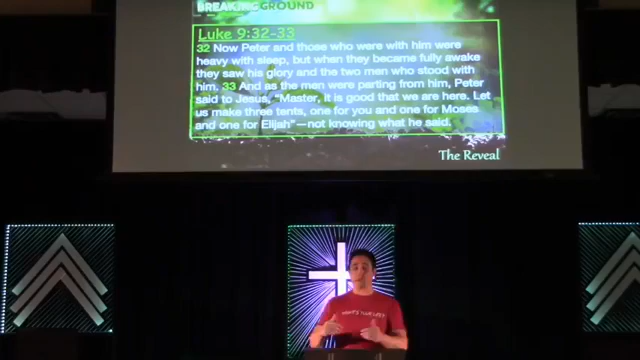 BREAKING GROUND
Luke 9:32-33
32 Now Peter and those who were with him were
heavy with sleep, but when they became fully awake
they saw his glory and the two men who stood with
him. 33 And as the men were parting from him, Peter
said to Jesus, “Master, it is good that we are here. Let
us make three tents, one for you and one for Moses
and one for Elijah”—not knowing what he said.
The Reveal